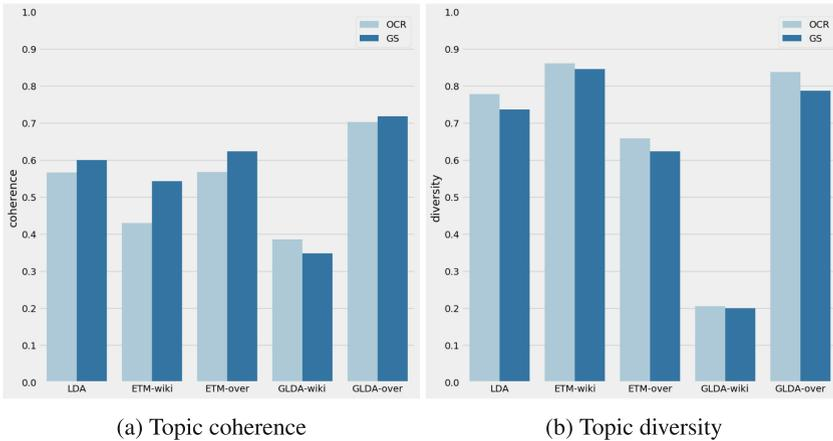 1.0
0.9
0.8
0.7
0.6
0.5
0.4
0.3
0.2
0.1
0.0
coherence
OCR
GS
LDA ETM-wiki ETM-over GLDA-wiki GLDA-over
(a) Topic coherence
1.0
0.9
0.8
0.7
0.6
0.5
0.4
0.3
0.2
0.1
0.0
diversity
OCR
GS
LDA ETM-wiki ETM-over GLDA-wiki GLDA-over
(b) Topic diversity